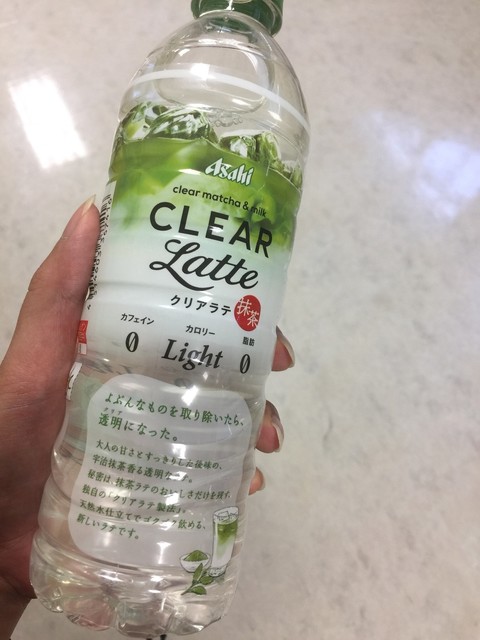 Asahi
clear matcha & milk
CLEAR
Latte
クリアラテ
抹茶
カフェイン
0
カロリー
Light
脂肪
0
よぶんなものを取り除いたら、
クリア
透明になった。
大人の甘さとすっきりした後味の、
宇治抹茶香る透明な
秘密は 抹茶ラテのおいしさだけを残す、
独自の「クリアラテ製法」。
天然水仕立てでゴクゴク飲める、
新しいラテです。